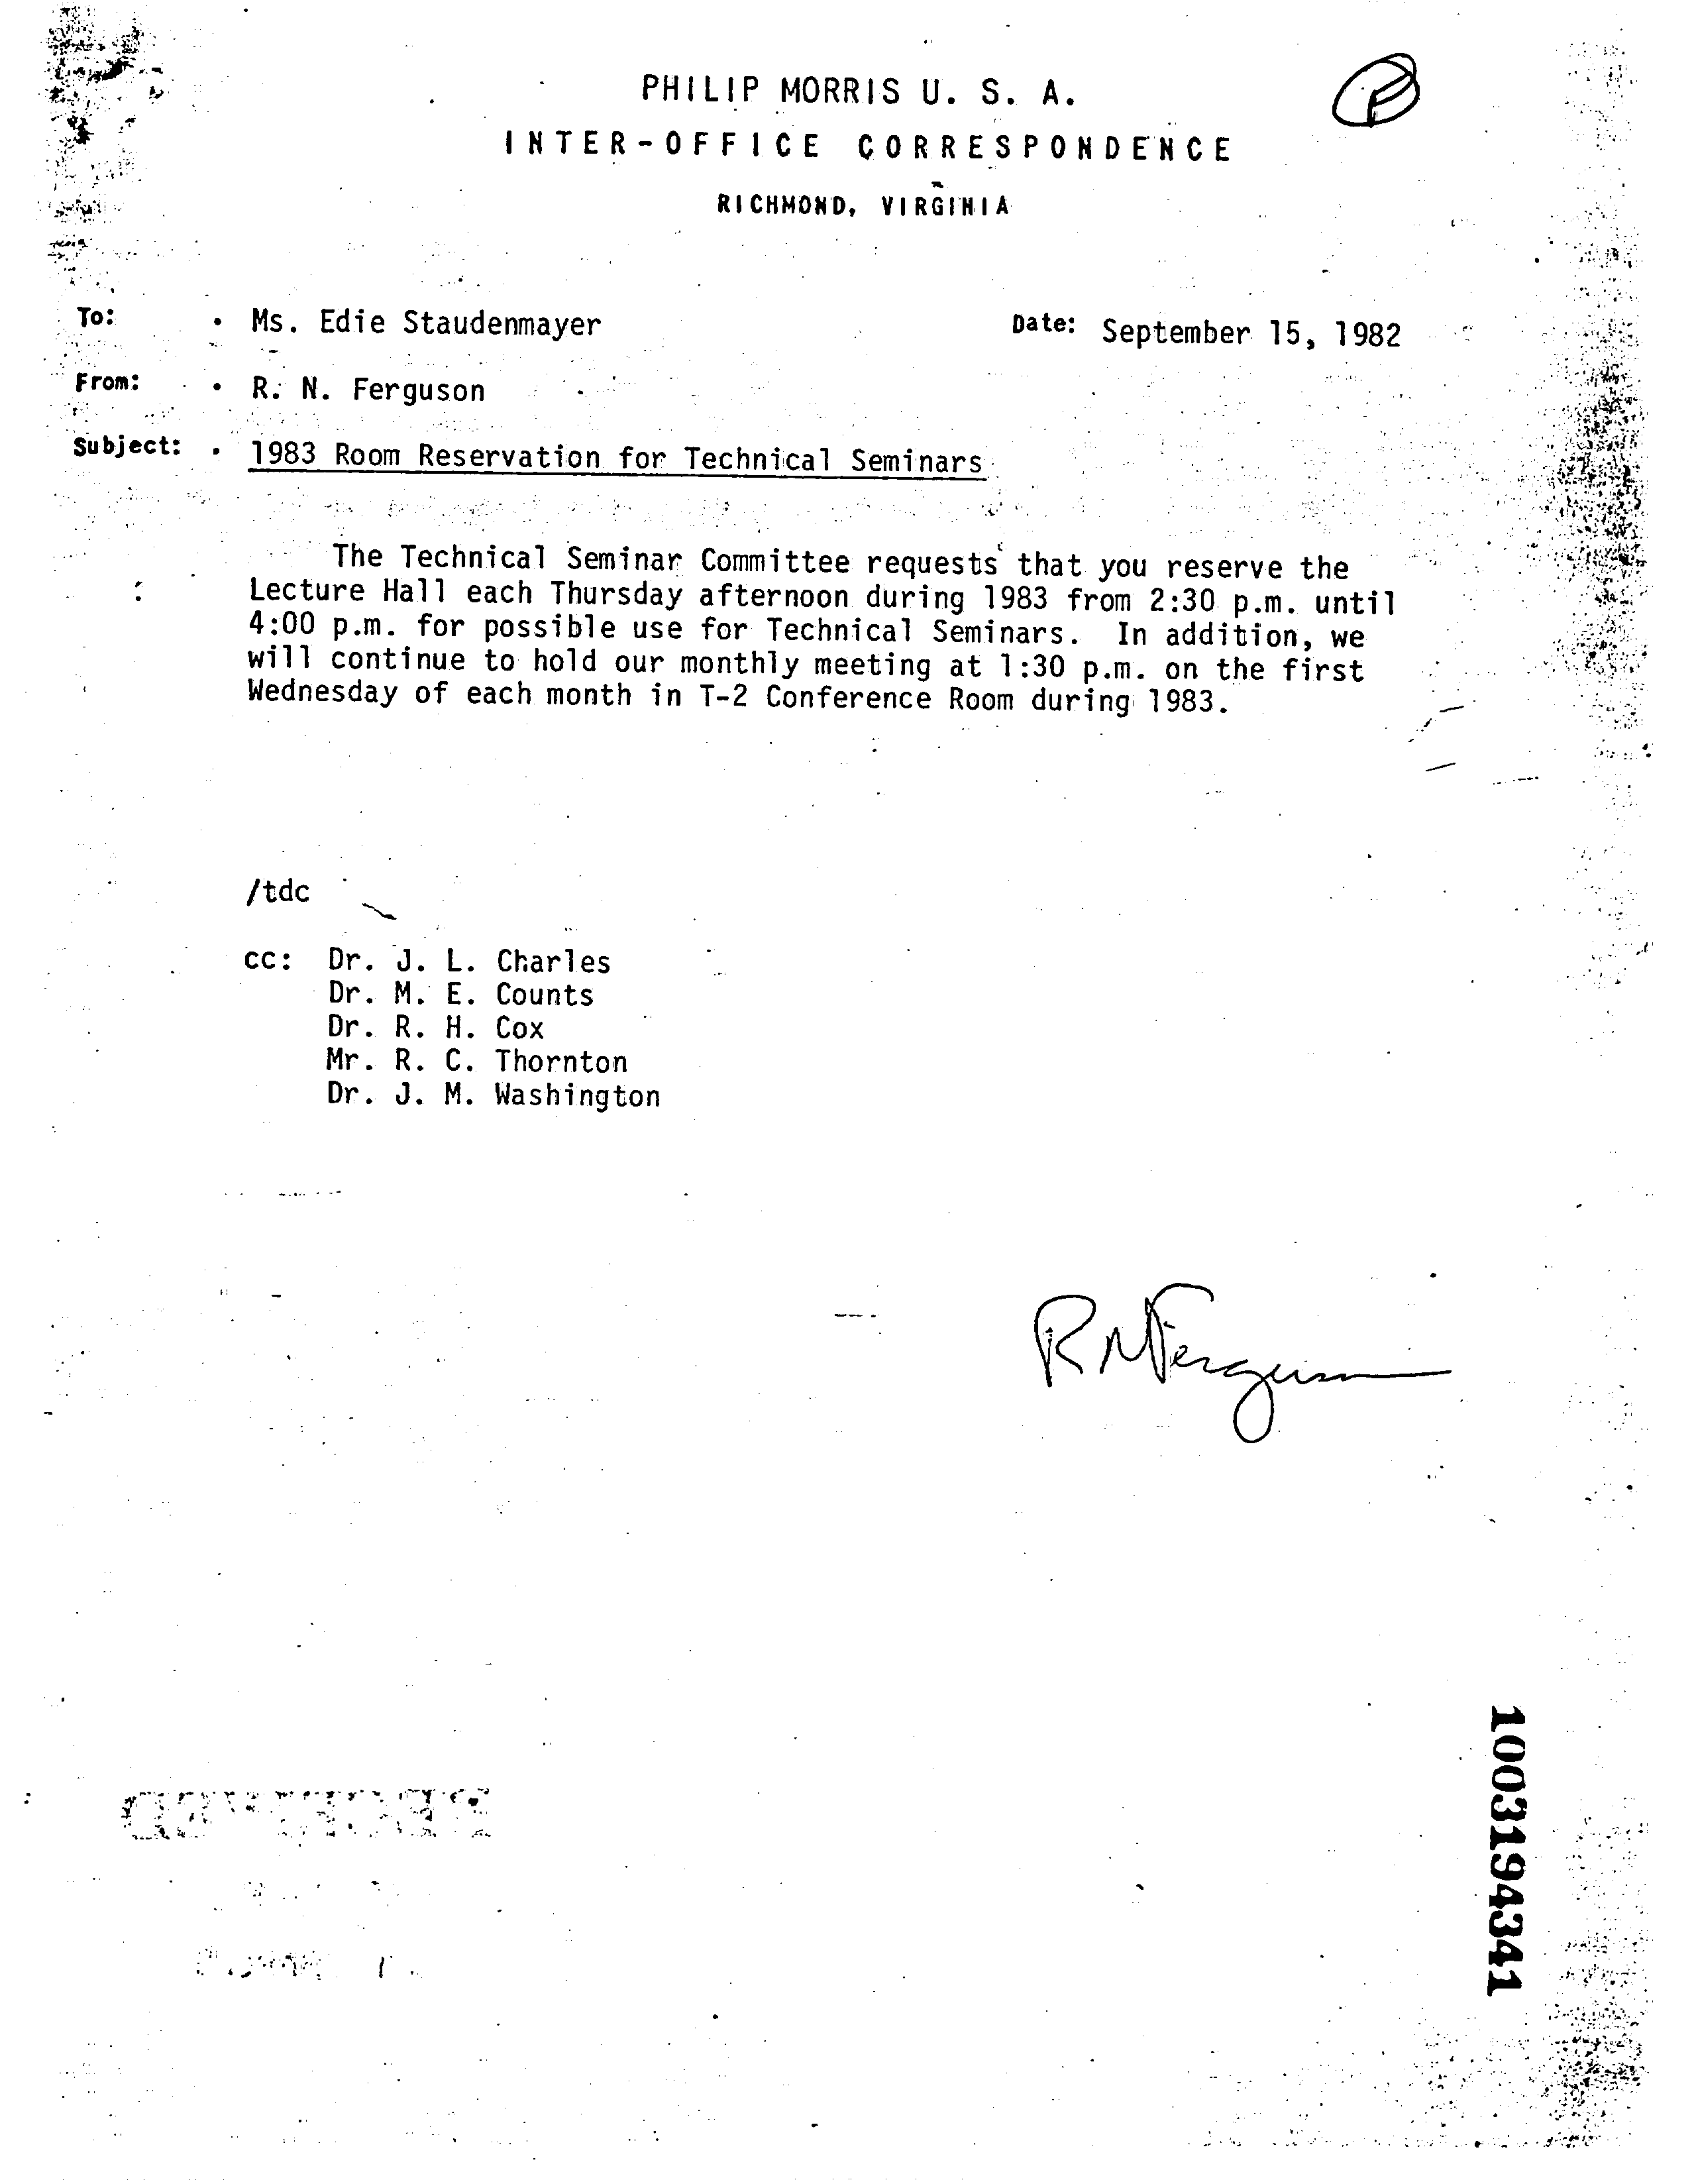 PHILIP MORRIS U. S. A.
INTER-OFFICE CORRESPONDENCE
RICHMOND, VIRGINIA
To: . Ms. Edie Staudenmayer Date: September 15, 1982
From: . R. N. Ferguson
Subject: . 1983 Room Reservation for Technical Seminars
The Technical Seminar Committee requests that you reserve the
Lecture Hall each Thursday afternoon during 1983 from 2:30 p.m. until
4:00 p.m. for possible use for Technical Seminars. In addition, we
will continue to hold our monthly meeting at 1:30 p.m. on the first
Wednesday of each month in T-2 Conference Room during 1983.
/tdc
cc: Dr. J. L. Charles
Dr. M. E. Counts
Dr. R. H. Cox
Mr. R. C. Thornton
Dr. J. M. Washington
R N Ferguson
1003194341